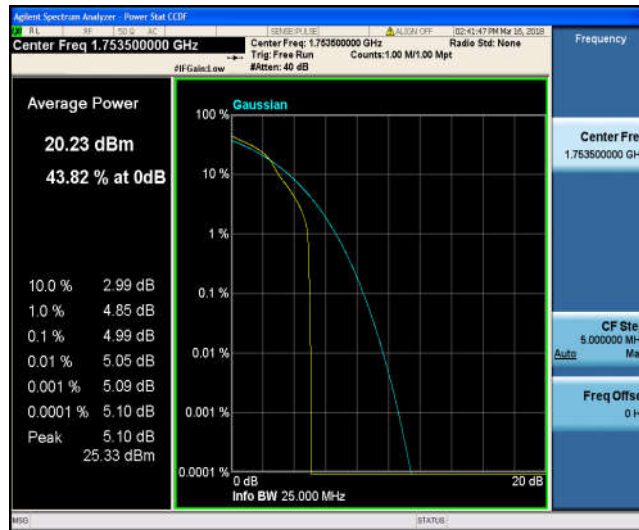 Agilent Spectrum Analyzer - Power Stat CCDF
RL RF 50 Ω AC SENSE:PULSE ALIGN OFF 02:41:47 PM Mar 16, 2018
Center Freq 1.753500000 GHz
Center Freq: 1.753500000 GHz Radio Std: None
Trig: Free Run Counts:1.00 M/1.00 Mpt
#IFGain:Low #Atten: 40 dB
Frequency
Average Power
20.23 dBm
43.82 % at 0dB
10.0 % 2.99 dB
1.0 % 4.85 dB
0.1 % 4.99 dB
0.01 % 5.05 dB
0.001 % 5.09 dB
0.0001 % 5.10 dB
Peak 5.10 dB
25.33 dBm
Gaussian
100 %
10 %
1 %
0.1 %
0.01 %
0.001 %
0.0001 %
0 dB 20 dB
Info BW 25.000 MHz
Center Fre
1.753500000 GH
CF Ste
5.000000 MH
Auto Ma
Freq Offse
0 H
MSG STATUS